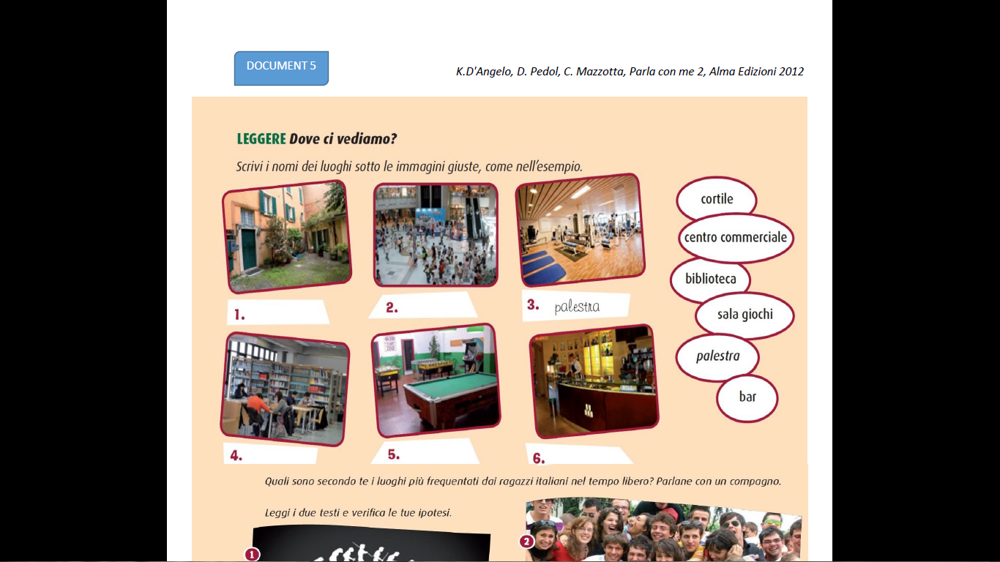 DOCUMENT 5
K.D'Angelo, D. Pedol, C. Mazzotta, Parla con me 2, Alma Edizioni 2012
LEGGERE Dove ci vediamo?
Scrivi i nomi dei luoghi sotto le immagini giuste, come nell'esempio.
1.
2.
3. palestra
4.
5.
6.
cortile
centro commerciale
biblioteca
sala giochi
palestra
bar
Quali sono secondo te i luoghi più frequentati dai ragazzi italiani nel tempo libero? Parlane con un compagno.
Leggi i due testi e verifica le tue ipotesi.
1
2